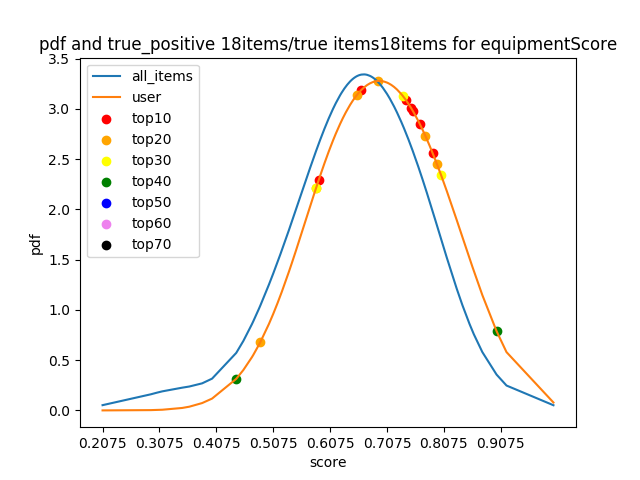 pdf and true_positive 18items/true items18items for equipmentScore
all_items
user
top10
top20
top30
top40
top50
top60
top70
3.5
3.0
2.5
2.0
1.5
1.0
0.5
0.0
pdf
0.2075 0.3075 0.4075 0.5075 0.6075 0.7075 0.8075 0.9075
score